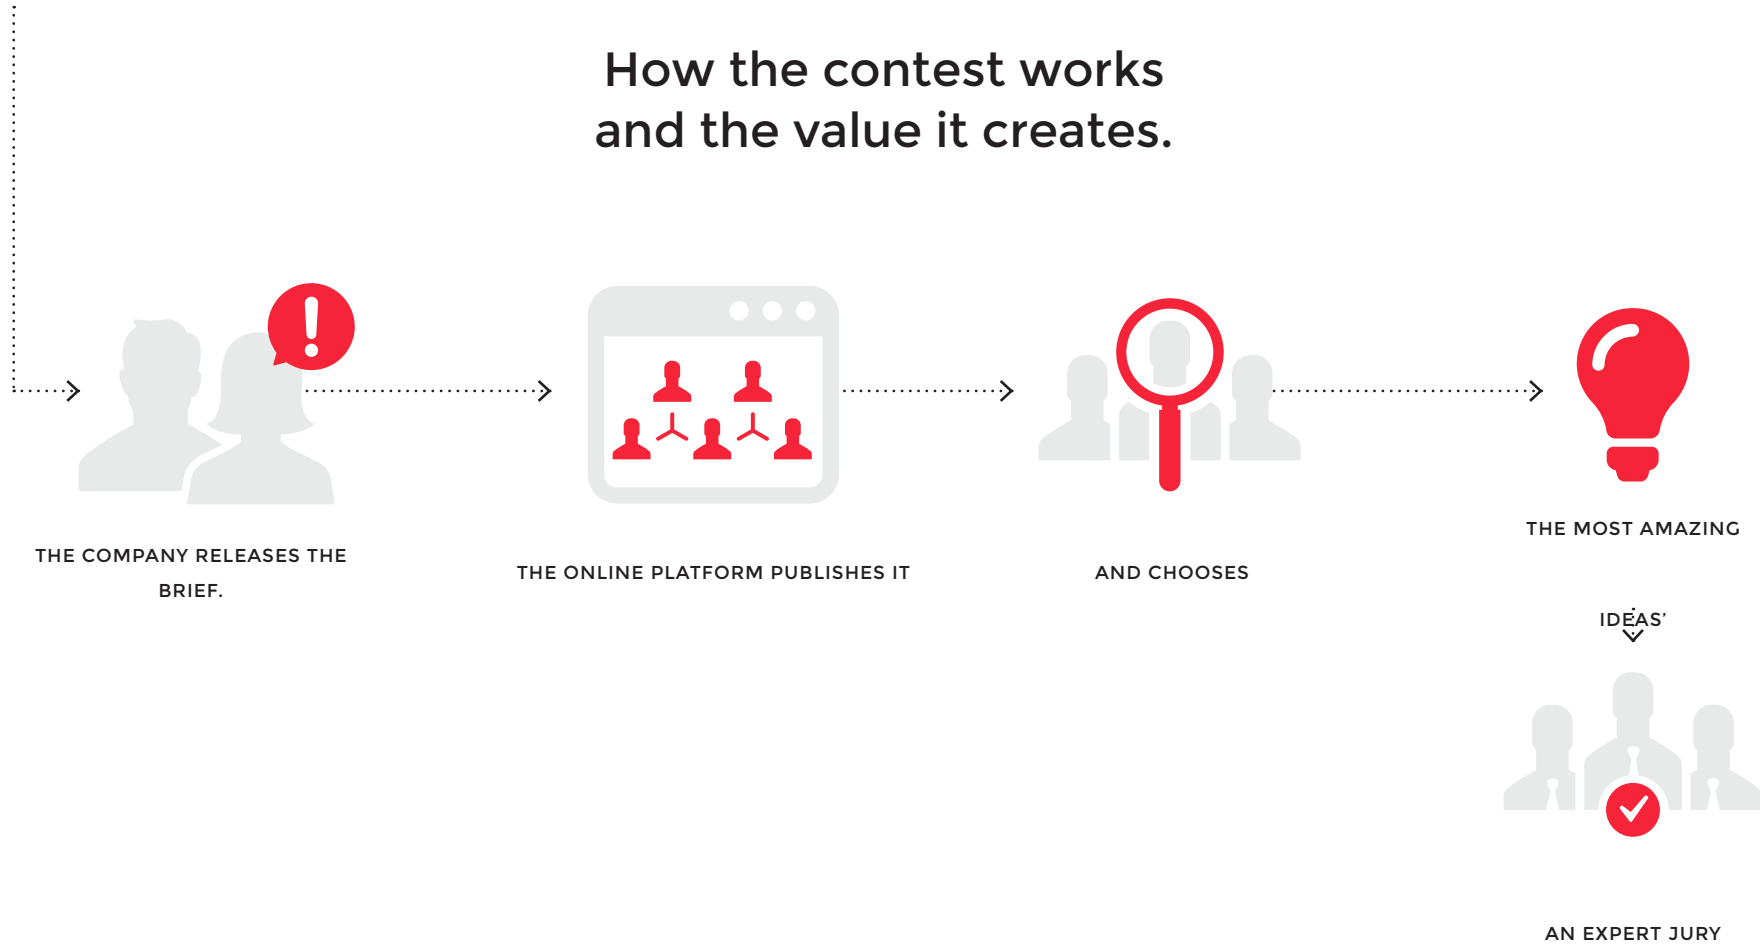 How the contest works
and the value it creates.
THE COMPANY RELEASES THE
BRIEF.
THE ONLINE PLATFORM PUBLISHES IT
AND CHOOSES
THE MOST AMAZING
IDEAS’
AN EXPERT JURY